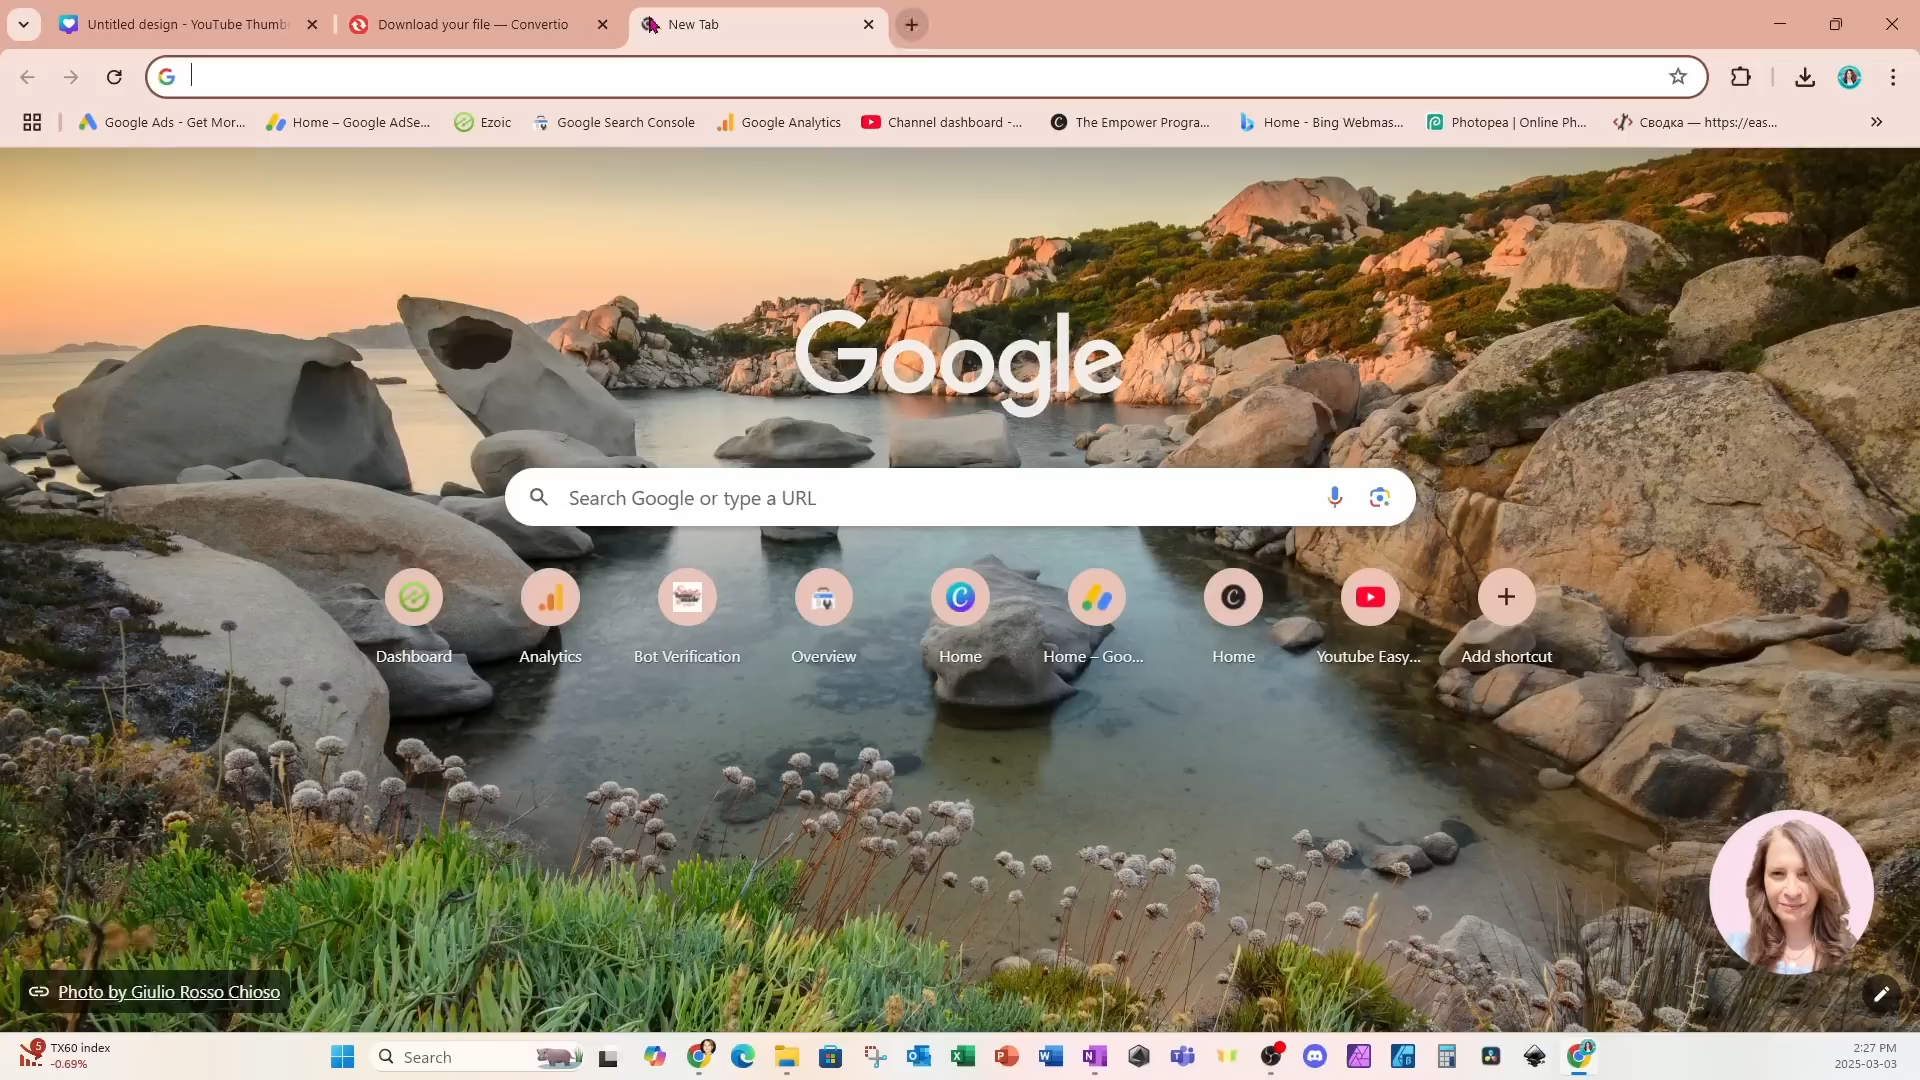 Untitled design - YouTube Thumb
Download your file — Convertio
New Tab
Google Ads - Get Mor...
Home – Google AdSe...
Ezoic
Google Search Console
Google Analytics
Channel dashboard -...
The Empower Progra...
Home - Bing Webmas...
Photopea | Online Ph...
Сводка — https://eas...
Google
Search Google or type a URL
Dashboard
Analytics
Bot Verification
Overview
Home
Home – Goo...
Home
Youtube Easy...
Add shortcut
Photo by Giulio Rosso Chioso
5
TX60 index
-0.69%
Search
2:27 PM
2025-03-03